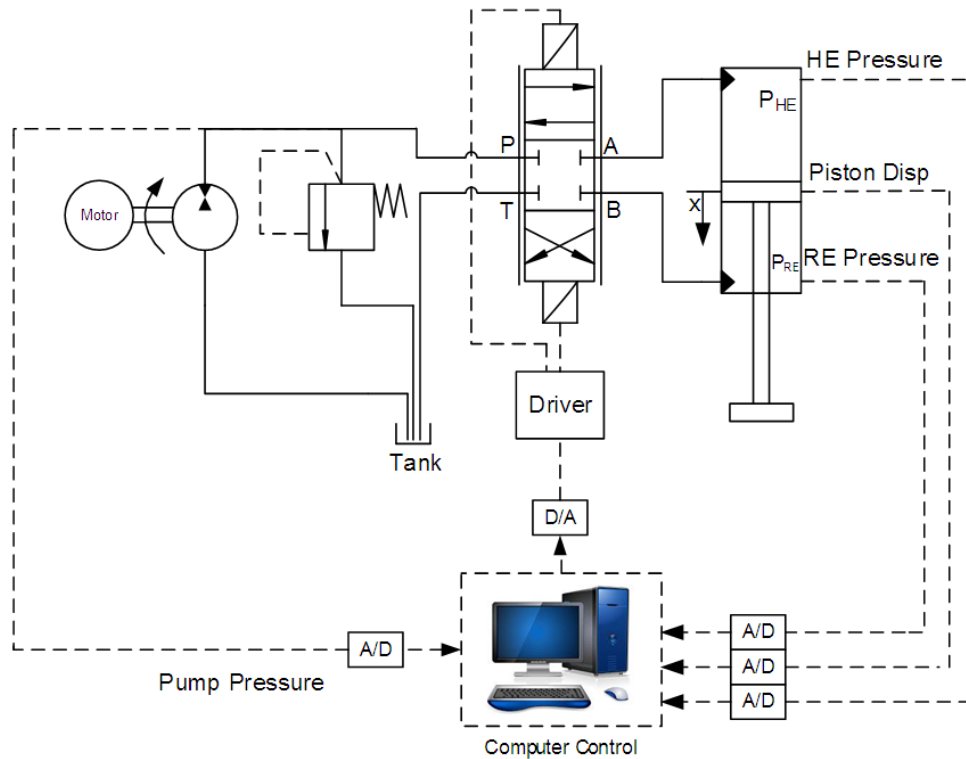 HE Pressure
P_HE
P
A
Piston Disp
Motor
T
B
x
P_RE
RE Pressure
Driver
Tank
D/A
A/D
A/D
A/D
A/D
Pump Pressure
Computer Control